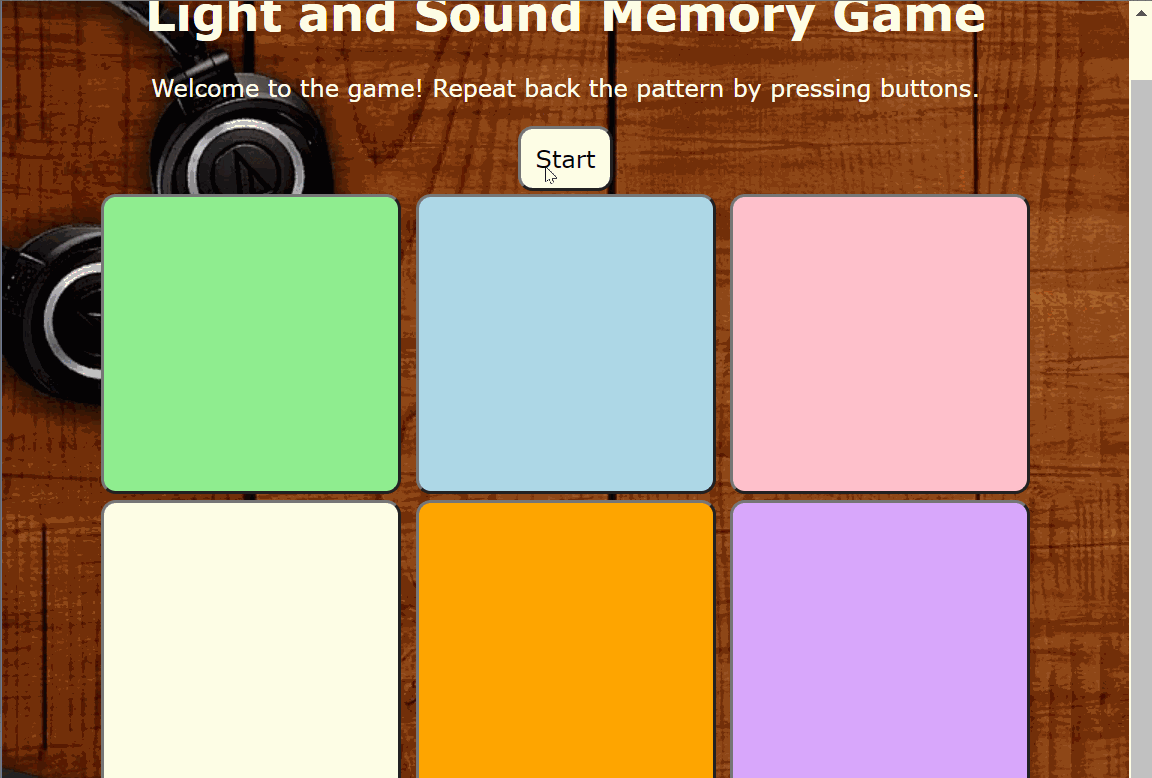 Light and Sound Memory Game
Welcome to the game! Repeat back the pattern by pressing buttons.
Start